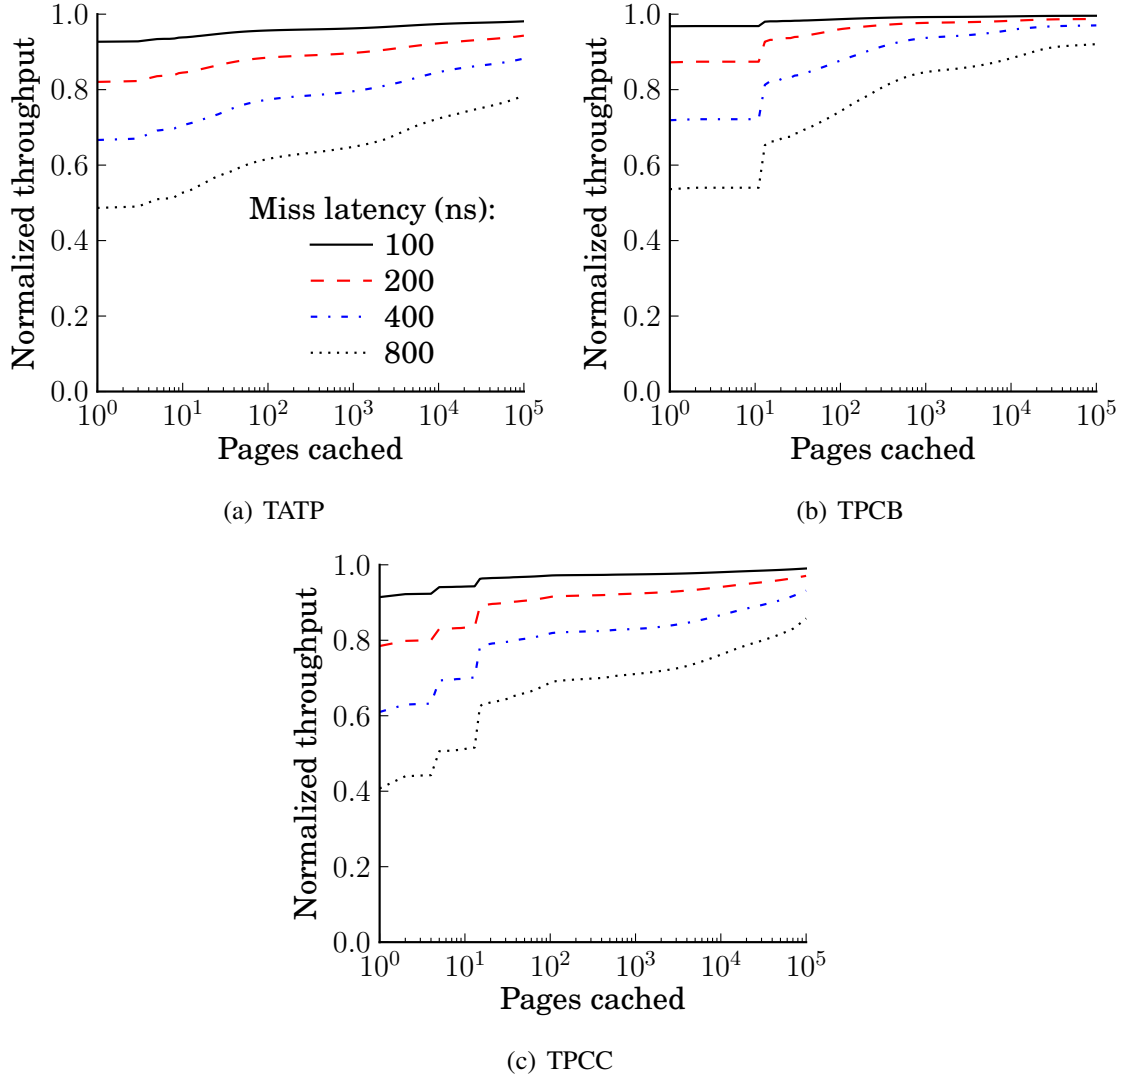 1.0
0.8
0.6
0.4
0.2
0.0
Normalized throughput
10^0 10^1 10^2 10^3 10^4 10^5
Pages cached
Miss latency (ns):
100
200
400
800
(a) TATP
1.0
0.8
0.6
0.4
0.2
0.0
Normalized throughput
10^0 10^1 10^2 10^3 10^4 10^5
Pages cached
(b) TPCB
1.0
0.8
0.6
0.4
0.2
0.0
Normalized throughput
10^0 10^1 10^2 10^3 10^4 10^5
Pages cached
(c) TPCC